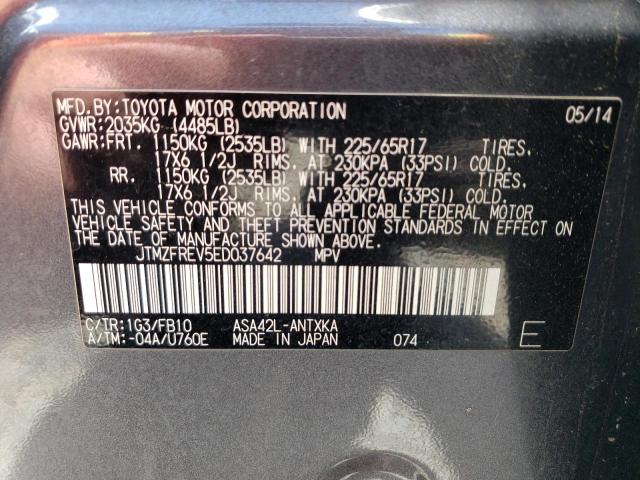 MFD.BY:TOYOTA MOTOR CORPORATION 05/14
GVWR:2035KG (4485LB)
GAWR:FRT. 1150KG (2535LB) WITH 225/65R17 TIRES,
17X6 1/2J RIMS, AT 230KPA (33PSI) COLD.
RR. 1150KG (2535LB) WITH 225/65R17 TIRES,
17X6 1/2J RIMS, AT 230KPA (33PSI) COLD.
THIS VEHICLE CONFORMS TO ALL APPLICABLE FEDERAL MOTOR
VEHICLE SAFETY AND THEFT PREVENTION STANDARDS IN EFFECT ON
THE DATE OF MANUFACTURE SHOWN ABOVE.
JTMZFREV5ED037642 MPV
C/TR:1G3/FB10 ASA42L-ANTXKA
A/TM:-04A/U760E MADE IN JAPAN 074 E